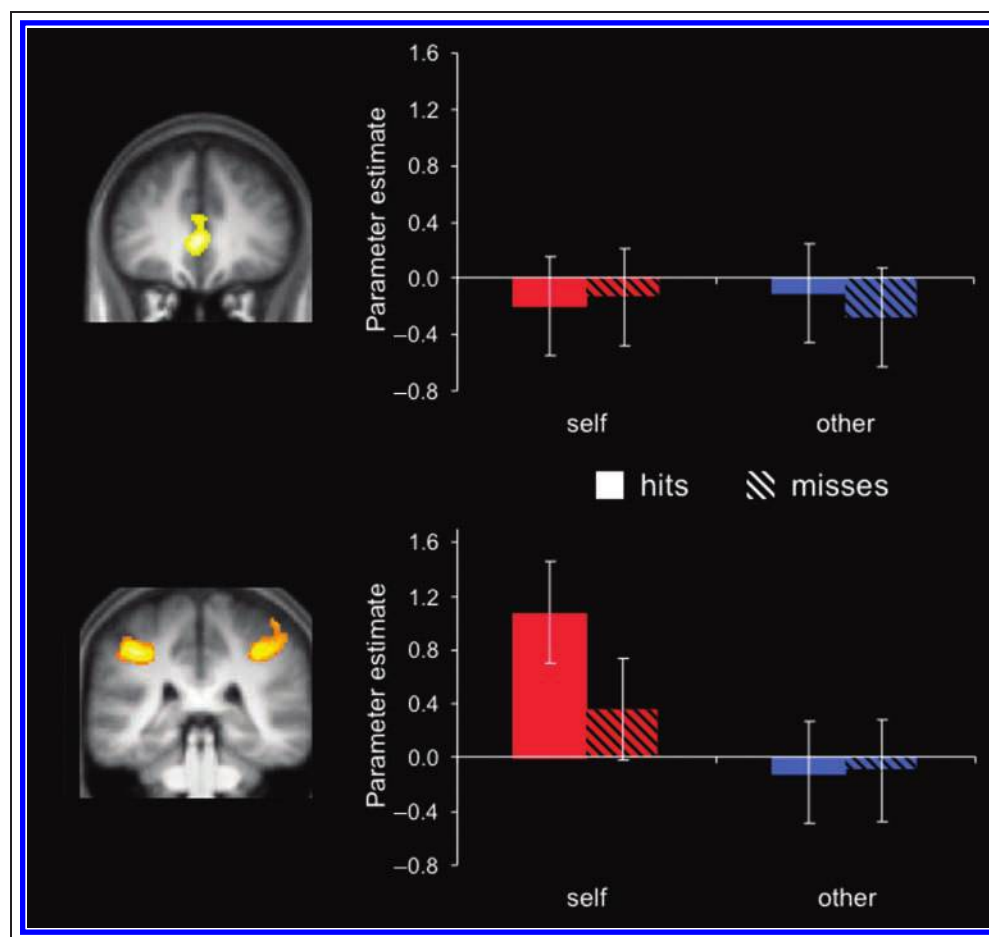 1.6
1.2
0.8
0.4
0.0
–0.4
–0.8
Parameter estimate
self other
hits misses
1.6
1.2
0.8
0.4
0.0
–0.4
–0.8
Parameter estimate
self other